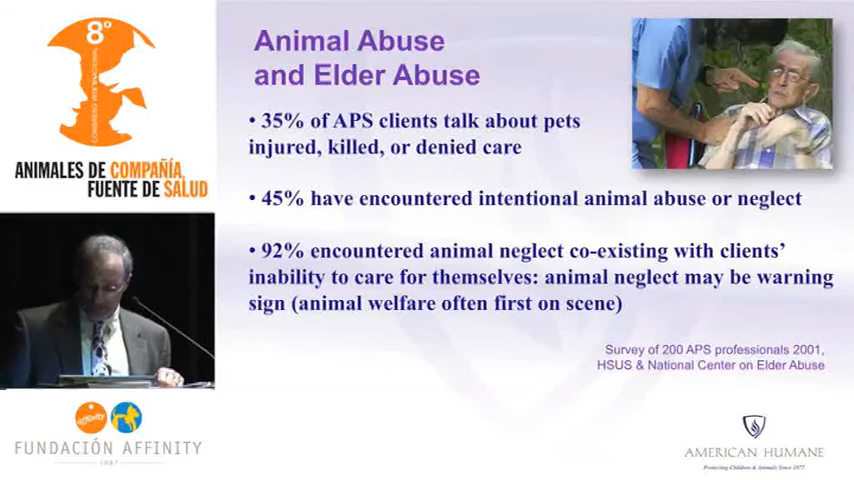 8º
CONGRESO INTERNACIONAL
ANIMALES DE COMPAÑÍA,
FUENTE DE SALUD
affinity
FUNDACIÓN AFFINITY
1987
Animal Abuse
and Elder Abuse
• 35% of APS clients talk about pets
injured, killed, or denied care
• 45% have encountered intentional animal abuse or neglect
• 92% encountered animal neglect co-existing with clients’
inability to care for themselves: animal neglect may be warning
sign (animal welfare often first on scene)
Survey of 200 APS professionals 2001,
HSUS & National Center on Elder Abuse
AMERICAN HUMANE
Protecting Children & Animals Since 1877